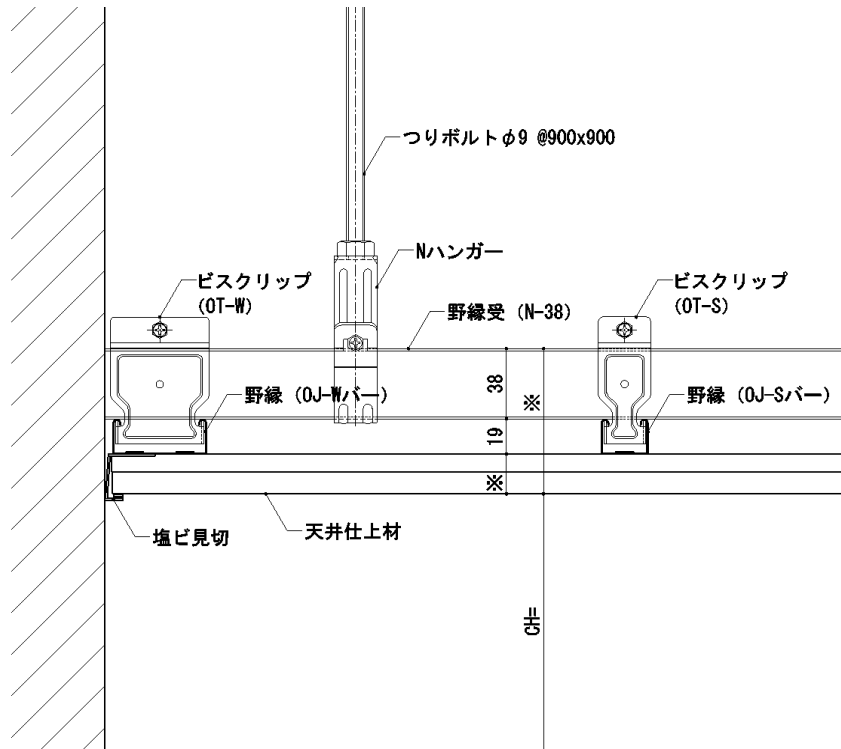 つりボルトφ9 @900x900
Nハンガー
ビスクリップ
(OT-W)
ビスクリップ
(OT-S)
野縁受 (N-38)
野縁 (OJ-Wバー)
38
※
野縁 (OJ-Sバー)
19
※
塩ビ見切
天井仕上材
CH=